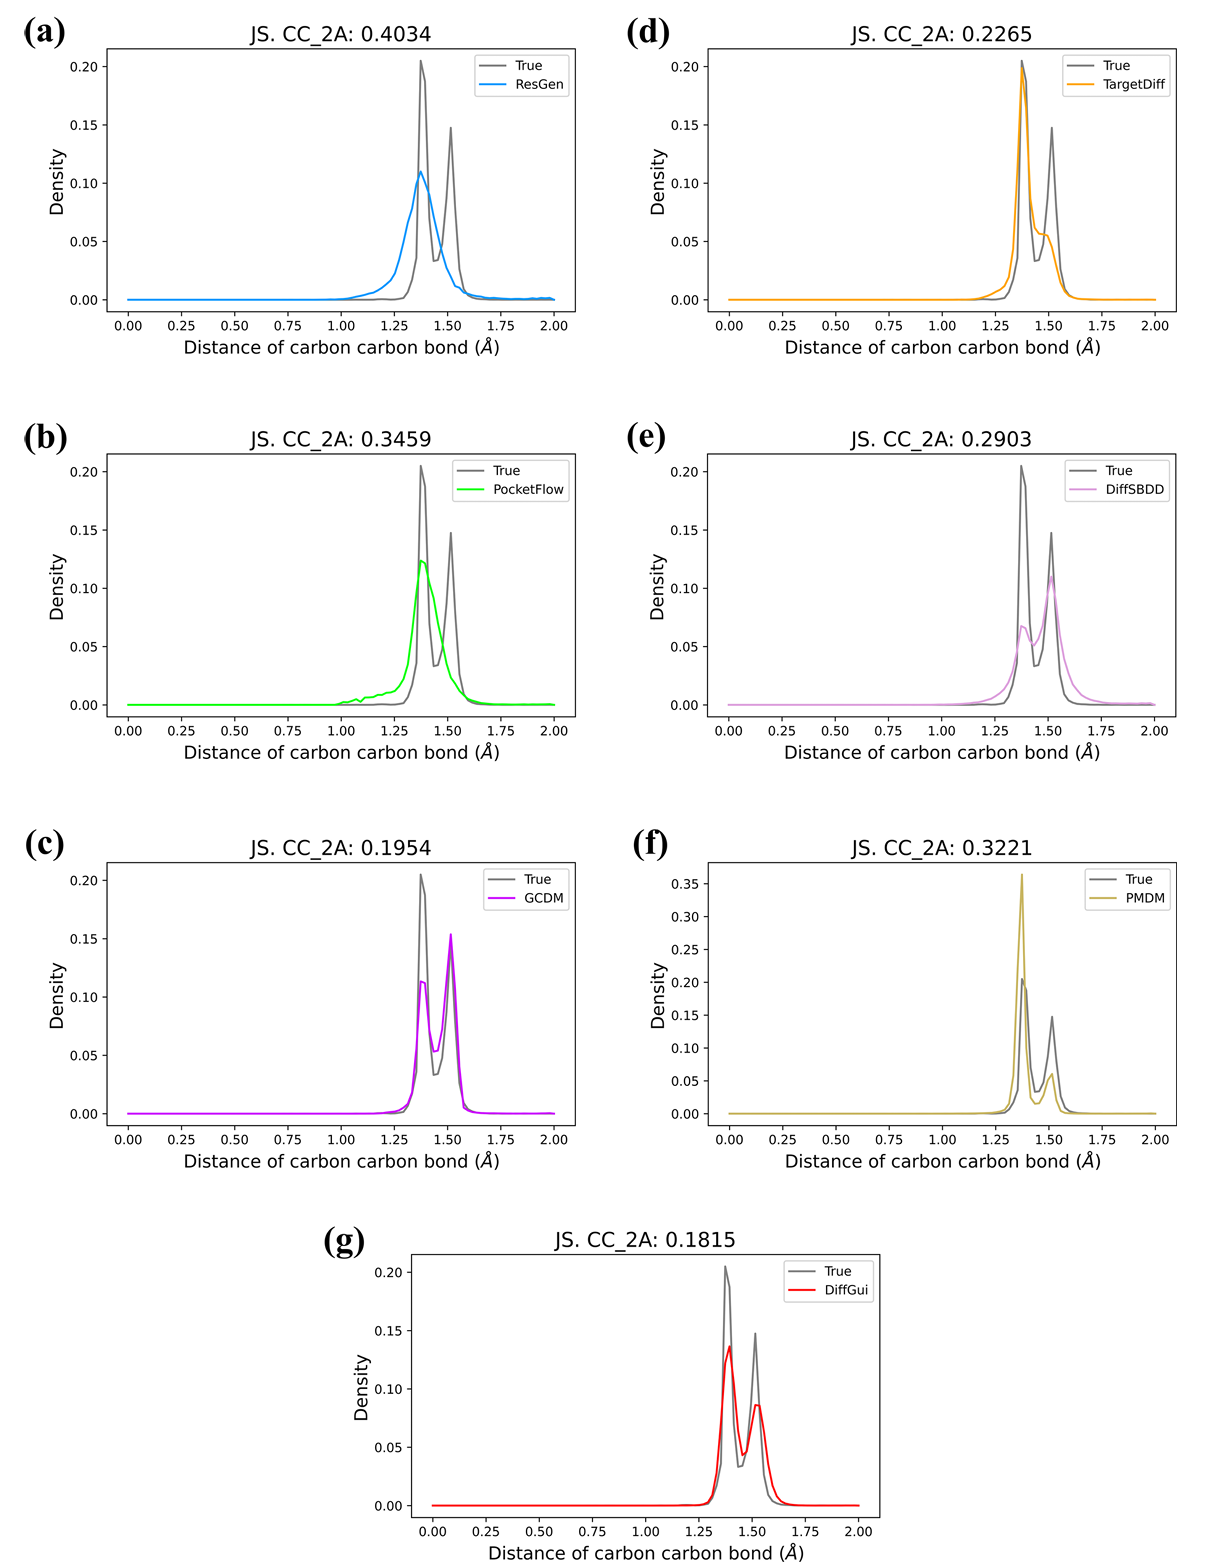 (a)
JS. CC_2A: 0.4034
True
ResGen
Density
0.20
0.15
0.10
0.05
0.00
0.00 0.25 0.50 0.75 1.00 1.25 1.50 1.75 2.00
Distance of carbon carbon bond (Å)
(d)
JS. CC_2A: 0.2265
True
TargetDiff
Density
0.20
0.15
0.10
0.05
0.00
0.00 0.25 0.50 0.75 1.00 1.25 1.50 1.75 2.00
Distance of carbon carbon bond (Å)
(b)
JS. CC_2A: 0.3459
True
PocketFlow
Density
0.20
0.15
0.10
0.05
0.00
0.00 0.25 0.50 0.75 1.00 1.25 1.50 1.75 2.00
Distance of carbon carbon bond (Å)
(e)
JS. CC_2A: 0.2903
True
DiffSBDD
Density
0.20
0.15
0.10
0.05
0.00
0.00 0.25 0.50 0.75 1.00 1.25 1.50 1.75 2.00
Distance of carbon carbon bond (Å)
(c)
JS. CC_2A: 0.1954
True
GCDM
Density
0.20
0.15
0.10
0.05
0.00
0.00 0.25 0.50 0.75 1.00 1.25 1.50 1.75 2.00
Distance of carbon carbon bond (Å)
(f)
JS. CC_2A: 0.3221
True
PMDM
Density
0.35
0.30
0.25
0.20
0.15
0.10
0.05
0.00
0.00 0.25 0.50 0.75 1.00 1.25 1.50 1.75 2.00
Distance of carbon carbon bond (Å)
(g)
JS. CC_2A: 0.1815
True
DiffGui
Density
0.20
0.15
0.10
0.05
0.00
0.00 0.25 0.50 0.75 1.00 1.25 1.50 1.75 2.00
Distance of carbon carbon bond (Å)